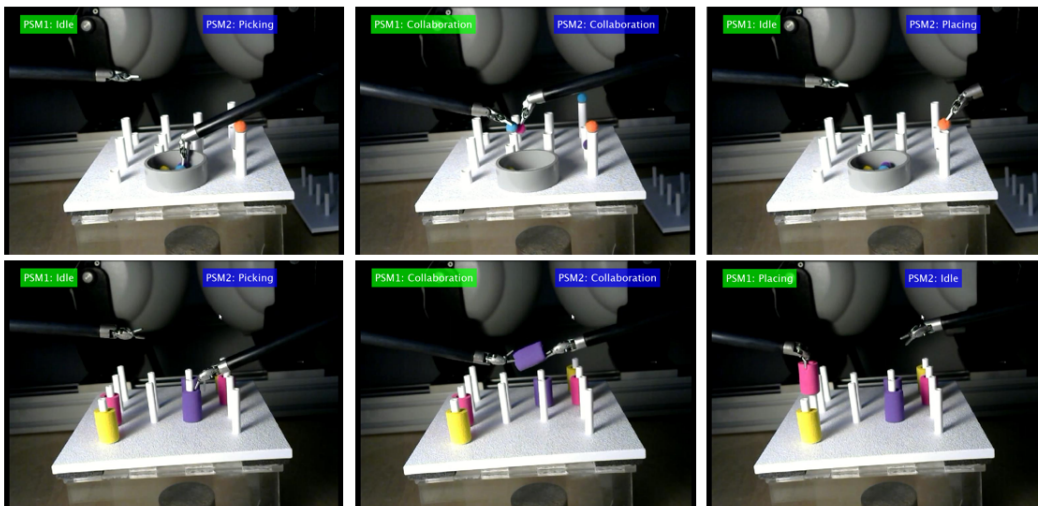 PSM1: Idle PSM2: Picking
PSM1: Collaboration PSM2: Collaboration
PSM1: Idle PSM2: Placing
PSM1: Idle PSM2: Picking
PSM1: Collaboration PSM2: Collaboration
PSM1: Placing PSM2: Idle